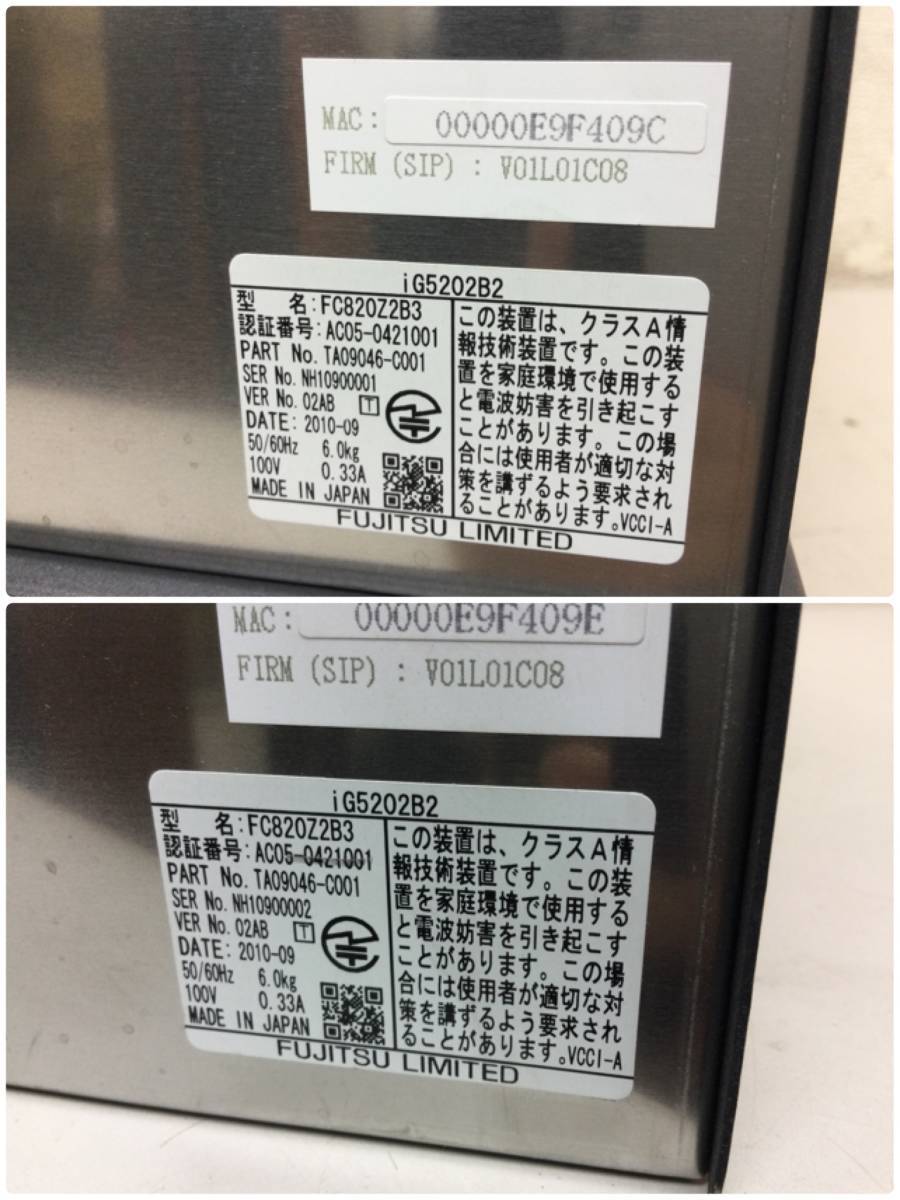 MAC : 00000E9F409C
FIRM (SIP) : V01L01C08
iG5202B2
型 名:FC820Z2B3
認証番号:AC05-0421001
PART No. TA09046-C001
SER No. NH10900001
VER No. 02AB T
DATE: 2010-09
50/60Hz 6.0kg
100V 0.33A
MADE IN JAPAN
この装置は、クラスA情
報技術装置です。この装
置を家庭環境で使用する
と電波妨害を引き起こす
ことがあります。この場
合には使用者が適切な対
策を講ずるよう要求され
ることがあります。VCCI-A
FUJITSU LIMITED
MAC : 00000E9F409E
FIRM (SIP) : V01L01C08
iG5202B2
型 名:FC820Z2B3
認証番号:AC05-0421001
PART No. TA09046-C001
SER No. NH10900002
VER No. 02AB T
DATE: 2010-09
50/60Hz 6.0kg
100V 0.33A
MADE IN JAPAN
この装置は、クラスA情
報技術装置です。この装
置を家庭環境で使用する
と電波妨害を引き起こす
ことがあります。この場
合には使用者が適切な対
策を講ずるよう要求され
ることがあります。VCCI-A
FUJITSU LIMITED